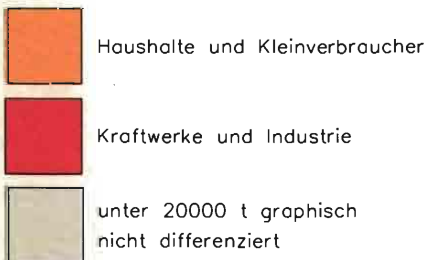 Haushalte und Kleinverbraucher
Kraftwerke und Industrie
unter 20000 t graphisch
nicht differenziert